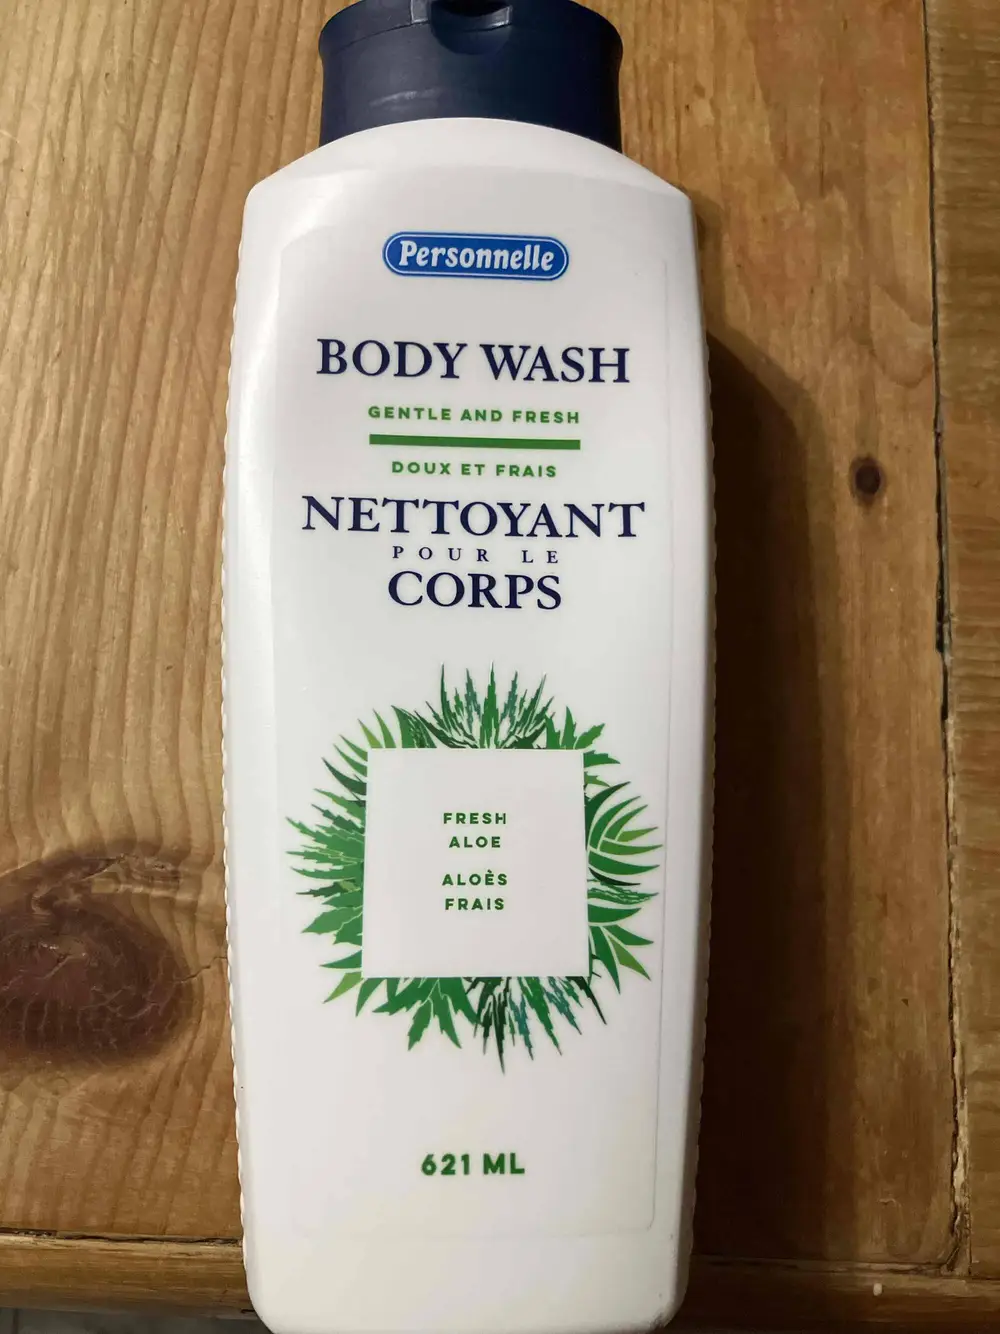 Personnelle
BODY WASH
GENTLE AND FRESH
DOUX ET FRAIS
NETTOYANT
POUR LE
CORPS
FRESH
ALOE
ALOÈS
FRAIS
621 ML